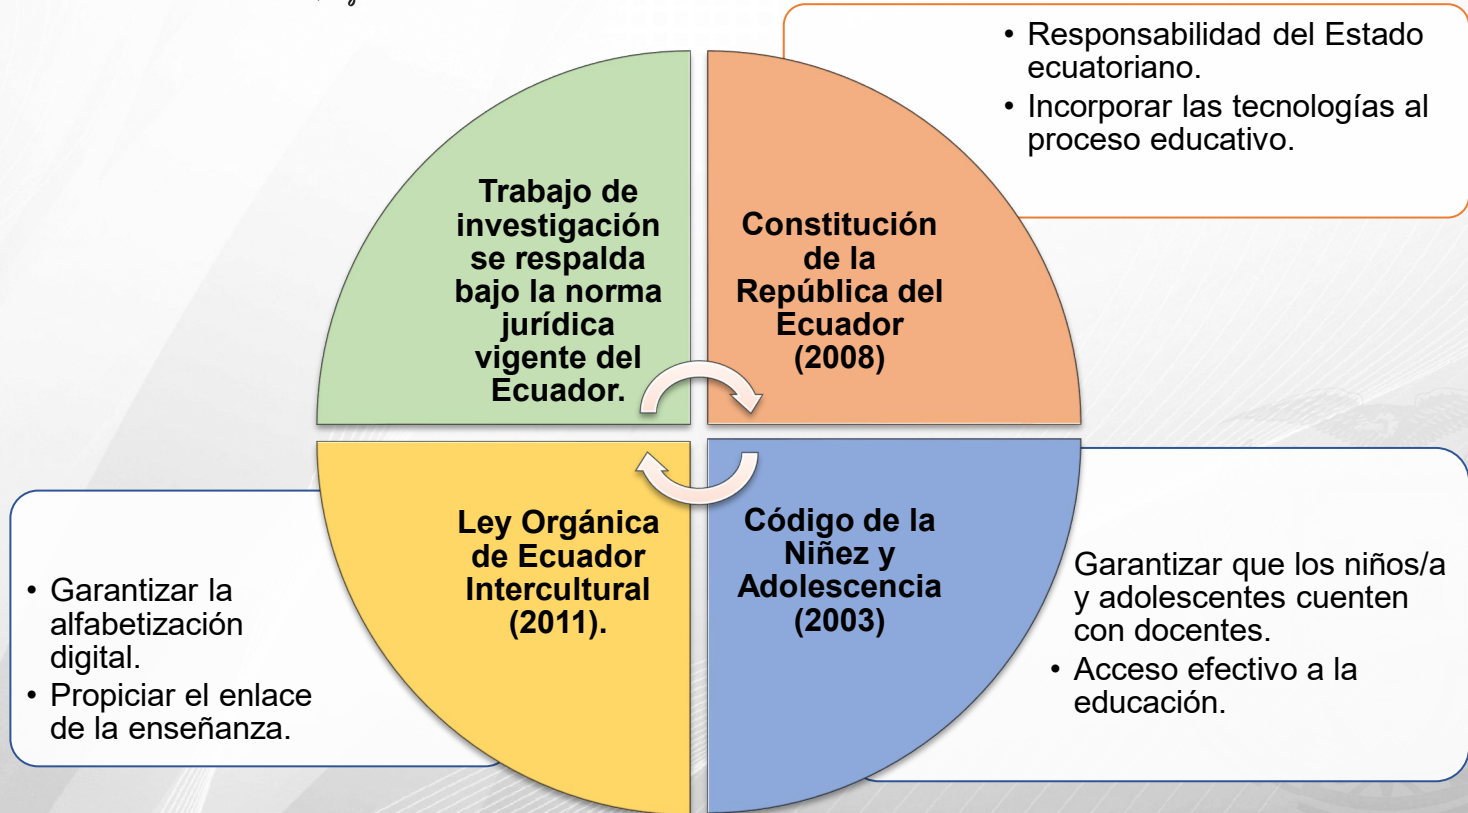 Trabajo de
investigación
se respalda
bajo la norma
jurídica
vigente del
Ecuador.
Constitución
de la
República del
Ecuador
(2008)
• Responsabilidad del Estado
ecuatoriano.
• Incorporar las tecnologías al
proceso educativo.
Ley Orgánica
de Ecuador
Intercultural
(2011).
• Garantizar la
alfabetización
digital.
• Propiciar el enlace
de la enseñanza.
Código de la
Niñez y
Adolescencia
(2003)
Garantizar que los niños/a
y adolescentes cuenten
con docentes.
• Acceso efectivo a la
educación.